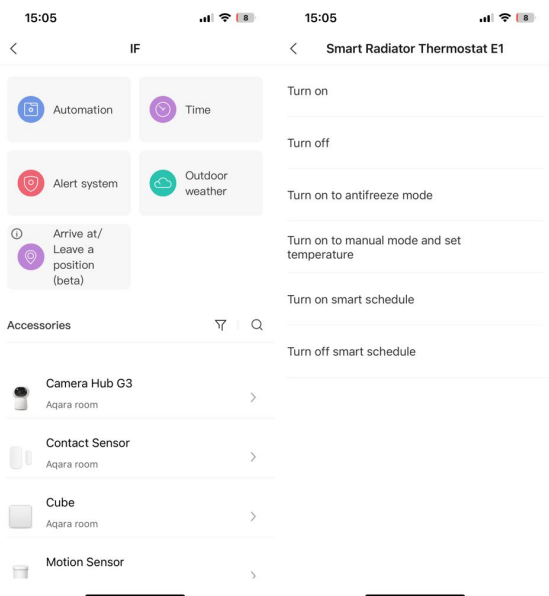 15:05
8
IF
Automation
Time
Alert system
Outdoor
weather
Arrive at/
Leave a
position
(beta)
Accessories
Camera Hub G3
Aqara room
Contact Sensor
Aqara room
Cube
Aqara room
Motion Sensor
15:05
8
Smart Radiator Thermostat E1
Turn on
Turn off
Turn on to antifreeze mode
Turn on to manual mode and set
temperature
Turn on smart schedule
Turn off smart schedule